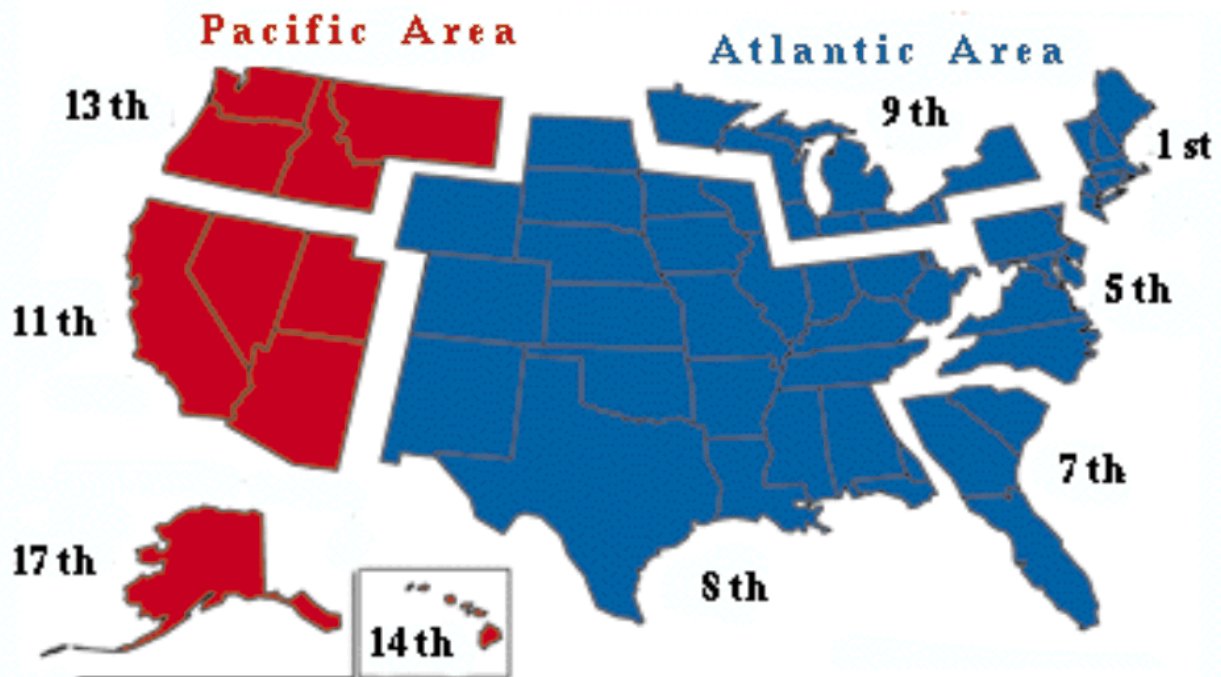 Pacific Area
Atlantic Area
13 th
9 th
1 st
11 th
5 th
7 th
17 th
14 th
8 th